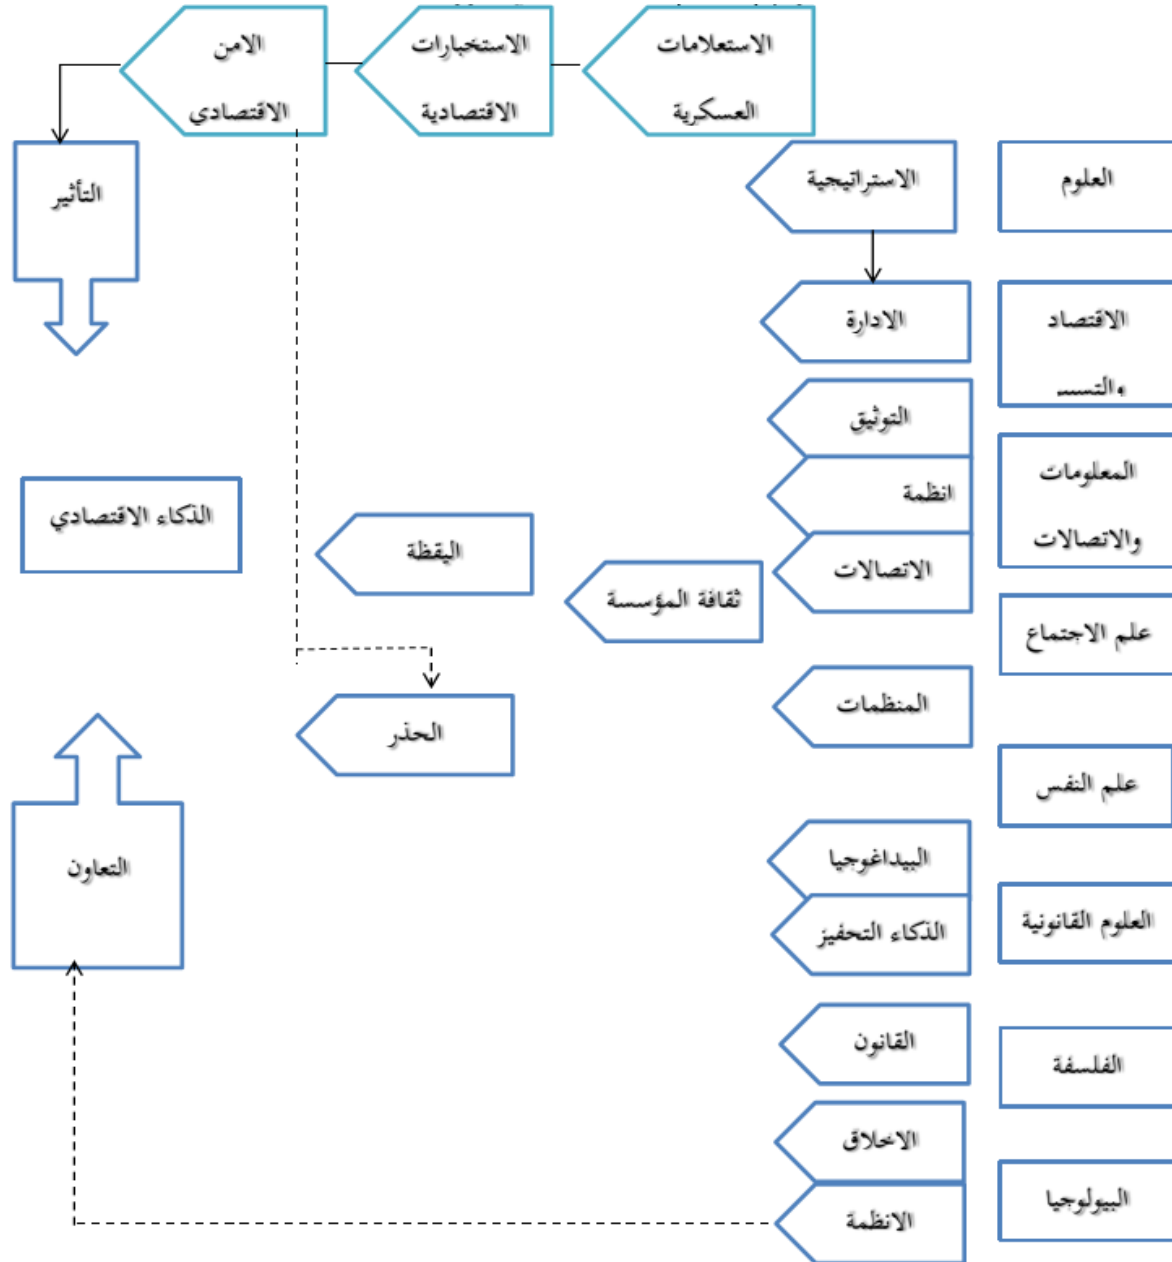 الاستعلامات
العسكرية
الاستخبارات
الاقتصادية
الامن
الاقتصادي
التأثير
العلوم
الاستراتيجية
الاقتصاد
الادارة
التوثيق
المعلومات
والاتصالات
انظمة
الاتصالات
الذكاء الاقتصادي
اليقظة
ثقافة المؤسسة
علم الاجتماع
المنظمات
الحذر
علم النفس
البيداغوجيا
التعاون
العلوم القانونية
الذكاء التحفيز
القانون
الفلسفة
الاخلاق
البيولوجيا
الانظمة